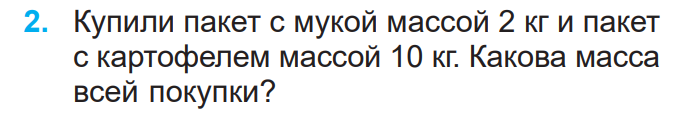 2. Купили пакет с мукой массой 2 кг и пакет
с картофелем массой 10 кг. Какова масса
всей покупки?